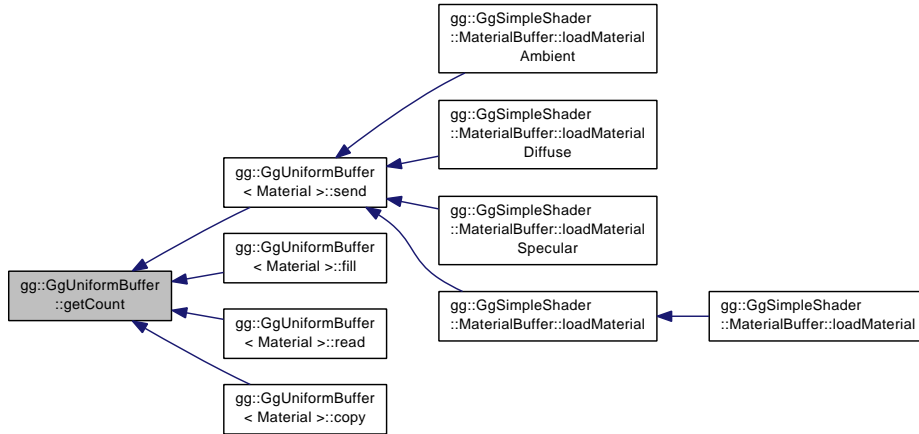 gg::GgUniformBuffer
::getCount
gg::GgUniformBuffer
< Material >::send
gg::GgUniformBuffer
< Material >::fill
gg::GgUniformBuffer
< Material >::read
gg::GgUniformBuffer
< Material >::copy
gg::GgSimpleShader
::MaterialBuffer::loadMaterial
Ambient
gg::GgSimpleShader
::MaterialBuffer::loadMaterial
Diffuse
gg::GgSimpleShader
::MaterialBuffer::loadMaterial
Specular
gg::GgSimpleShader
::MaterialBuffer::loadMaterial
gg::GgSimpleShader
::MaterialBuffer::loadMaterial